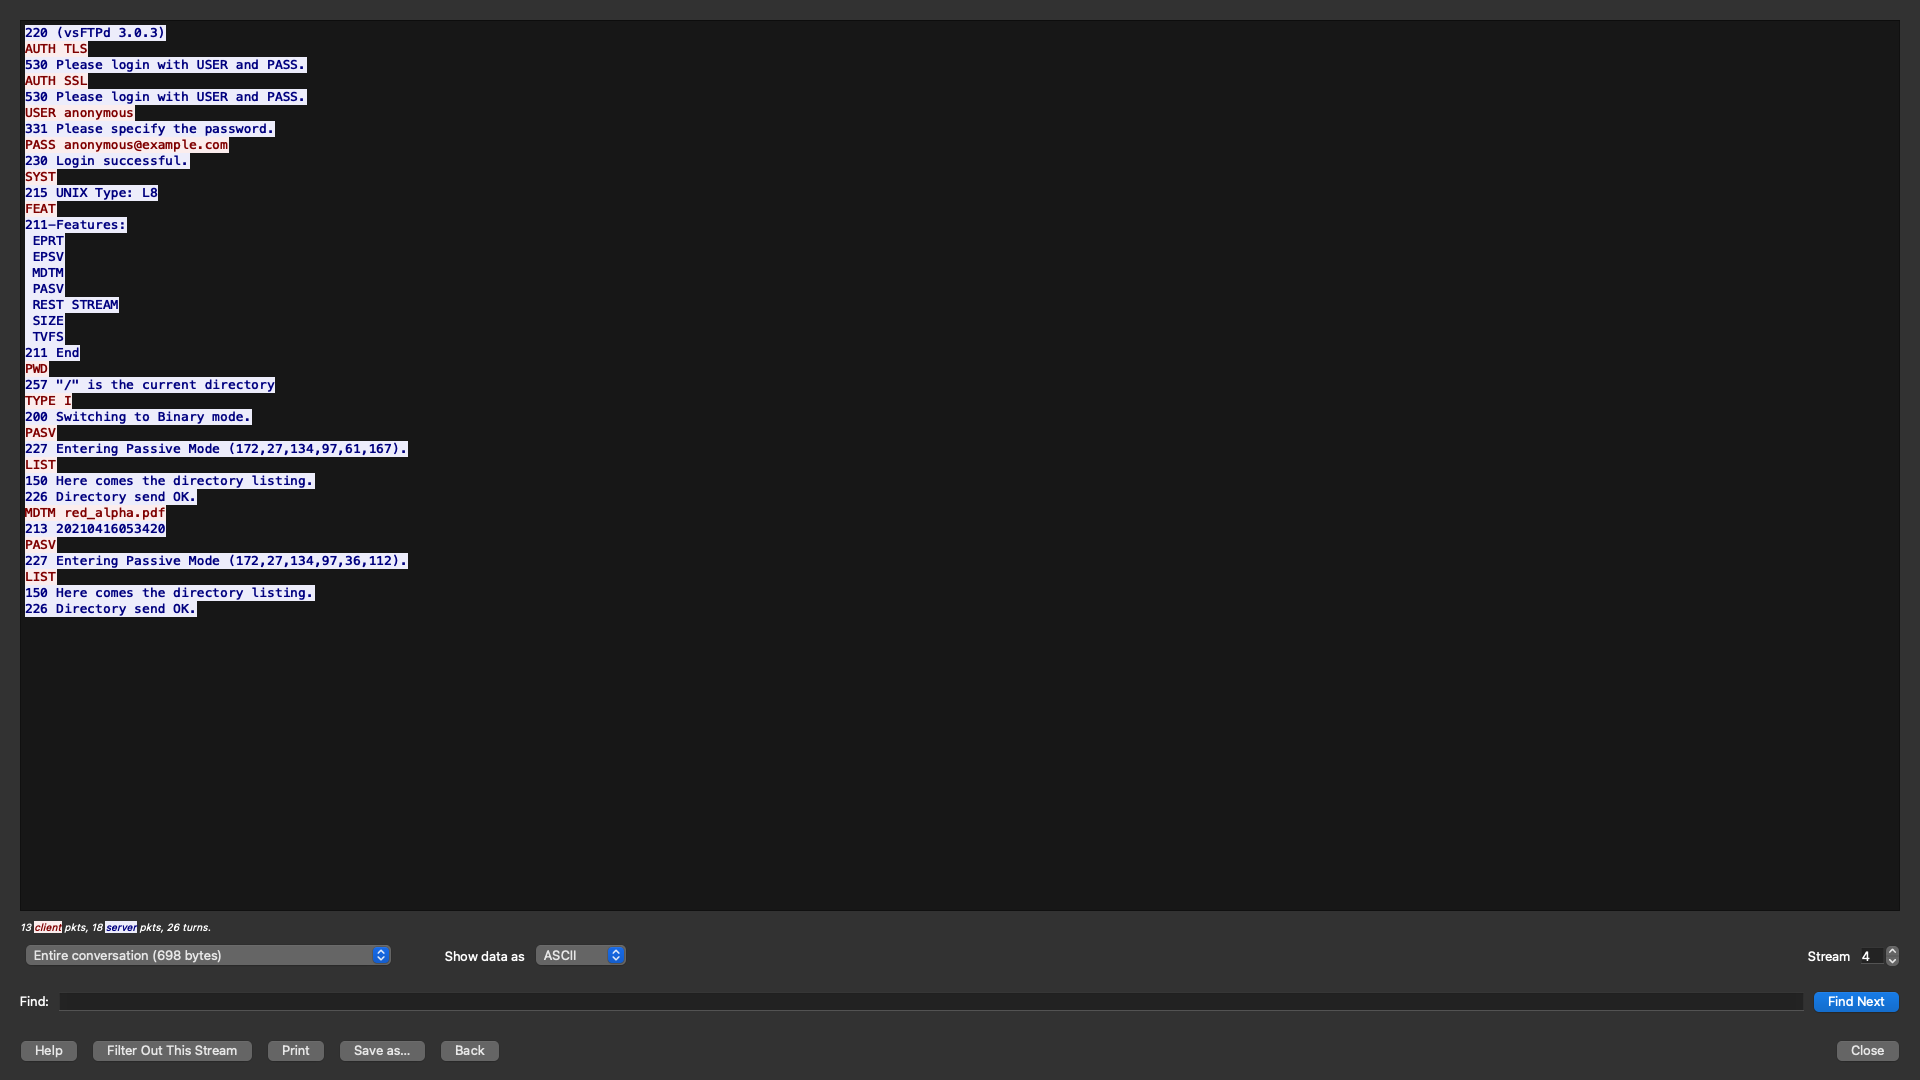 220 (vsFTPd 3.0.3)
AUTH TLS
530 Please login with USER and PASS.
AUTH SSL
530 Please login with USER and PASS.
USER anonymous
331 Please specify the password.
PASS anonymous@example.com
230 Login successful.
SYST
215 UNIX Type: L8
FEAT
211-Features:
 EPRT
 EPSV
 MDTM
 PASV
 REST STREAM
 SIZE
 TVFS
211 End
PWD
257 "/" is the current directory
TYPE I
200 Switching to Binary mode.
PASV
227 Entering Passive Mode (172,27,134,97,61,167).
LIST
150 Here comes the directory listing.
226 Directory send OK.
MDTM red_alpha.pdf
213 20210416053420
PASV
227 Entering Passive Mode (172,27,134,97,36,112).
LIST
150 Here comes the directory listing.
226 Directory send OK.
13 client pkts, 18 server pkts, 26 turns.
Entire conversation (698 bytes) Show data as ASCII Stream 4
Find: Find Next
Help Filter Out This Stream Print Save as... Back Close